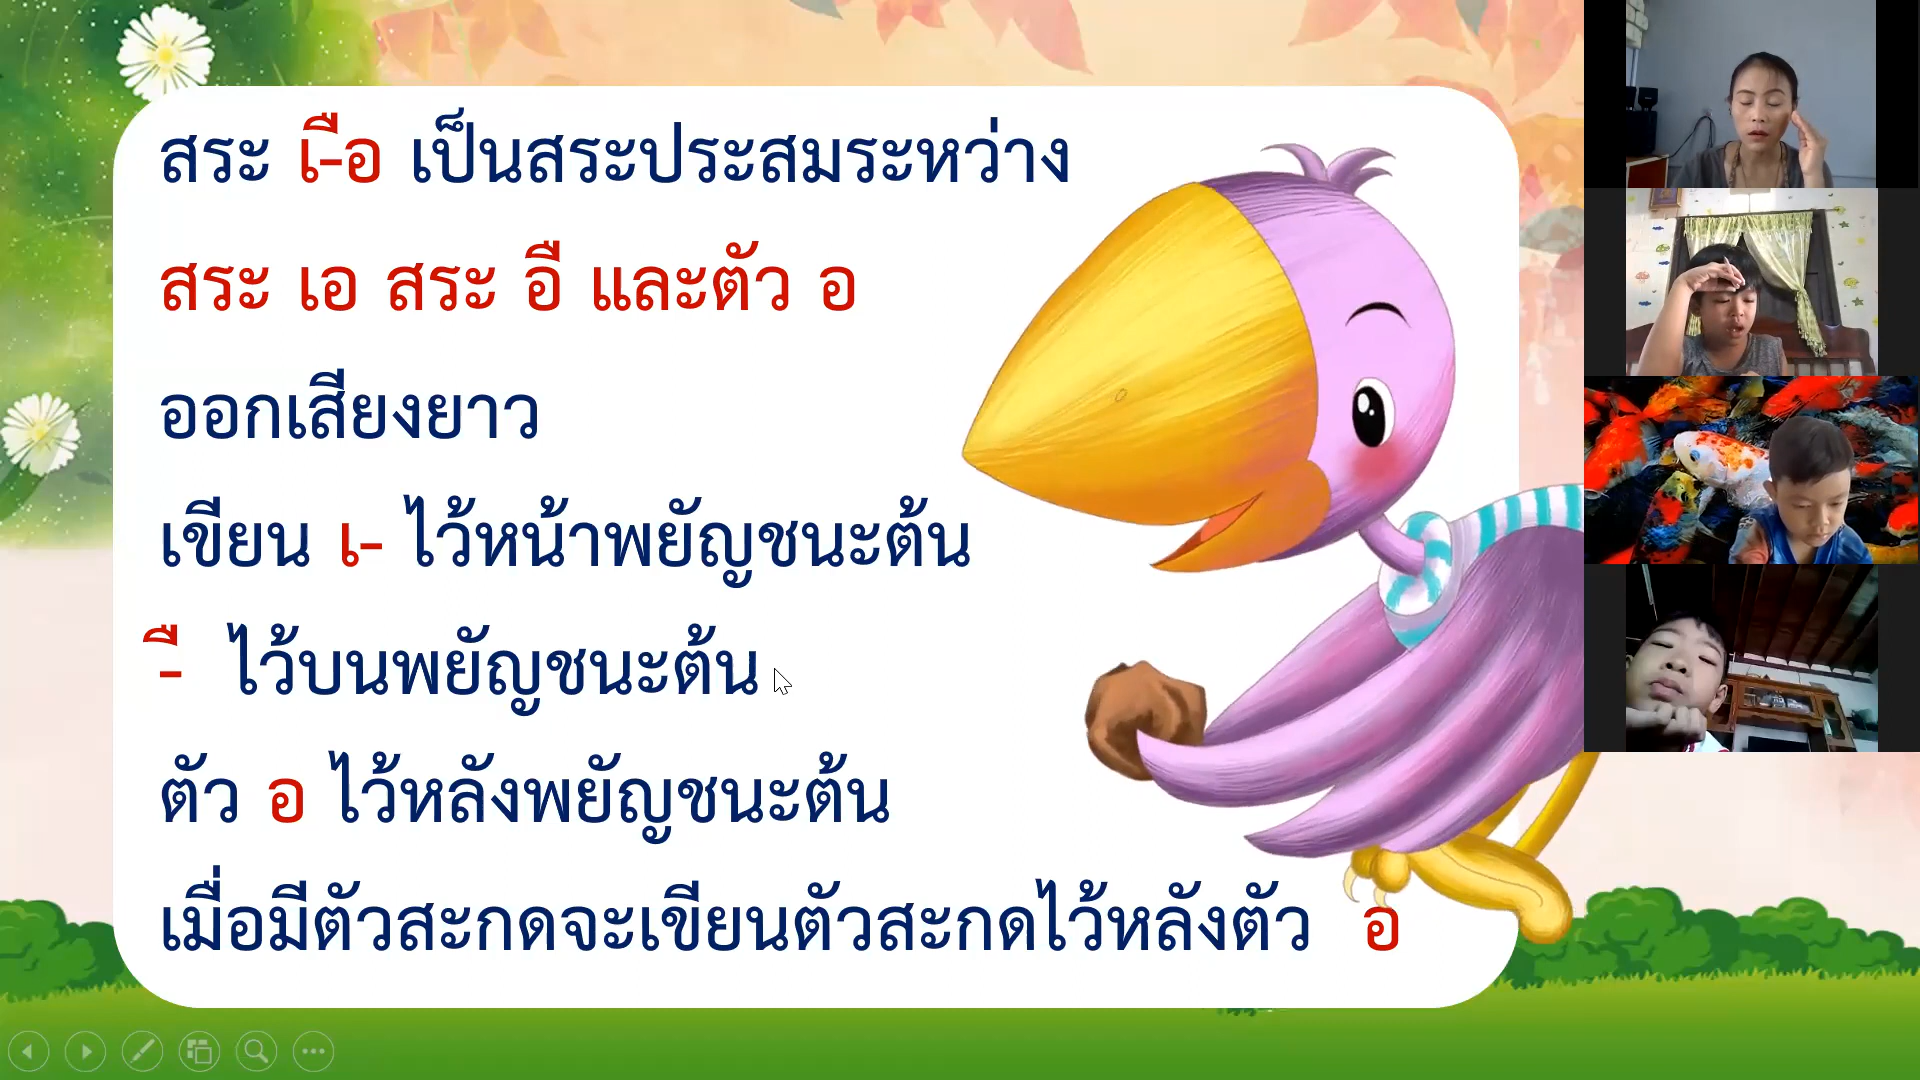 สระ เ-ือ เป็นสระประสมระหว่าง
สระ เอ สระ อื และตัว อ
ออกเสียงยาว
เขียน เ- ไว้หน้าพยัญชนะต้น
-ื ไว้บนพยัญชนะต้น
ตัว อ ไว้หลังพยัญชนะต้น
เมื่อมีตัวสะกดจะเขียนตัวสะกดไว้หลังตัว อ